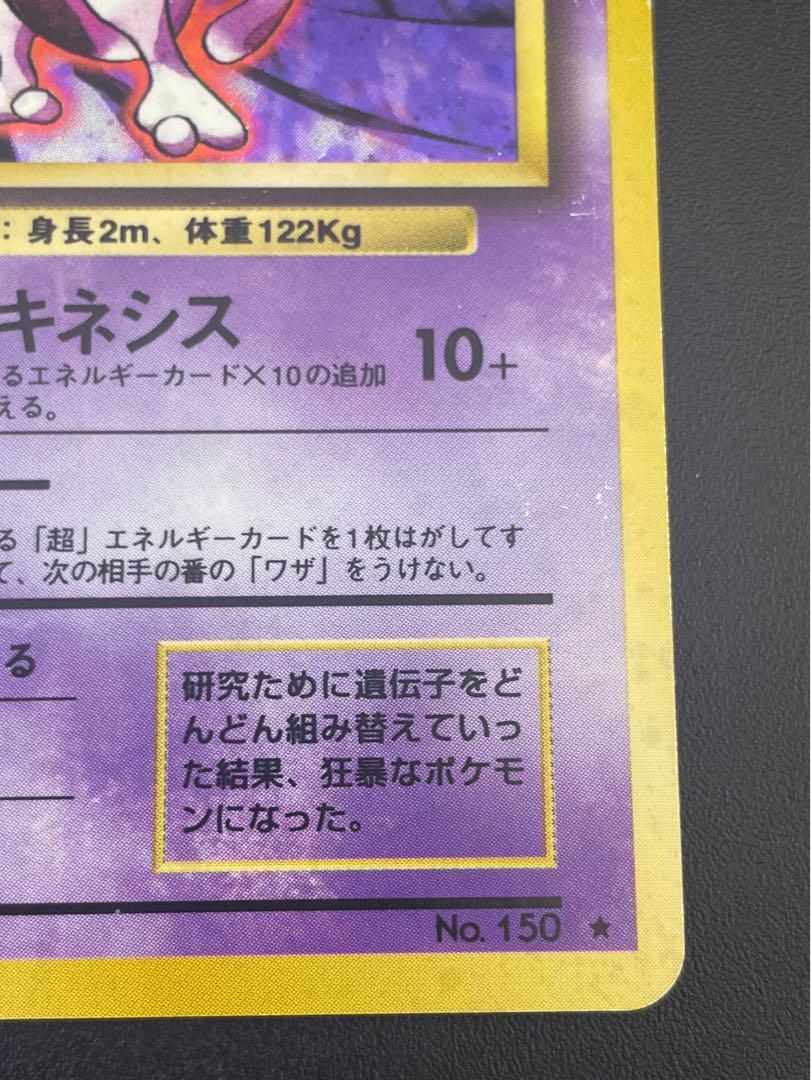 ：身長2m、体重122Kg
キネシス
10+
るエネルギーカード×10の追加
える。
る「超」エネルギーカードを1枚はがしてす
て、次の相手の番の「ワザ」をうけない。
る
研究ために遺伝子をど
んどん組み替えていっ
た結果、狂暴なポケモ
ンになった。
No. 150 ★